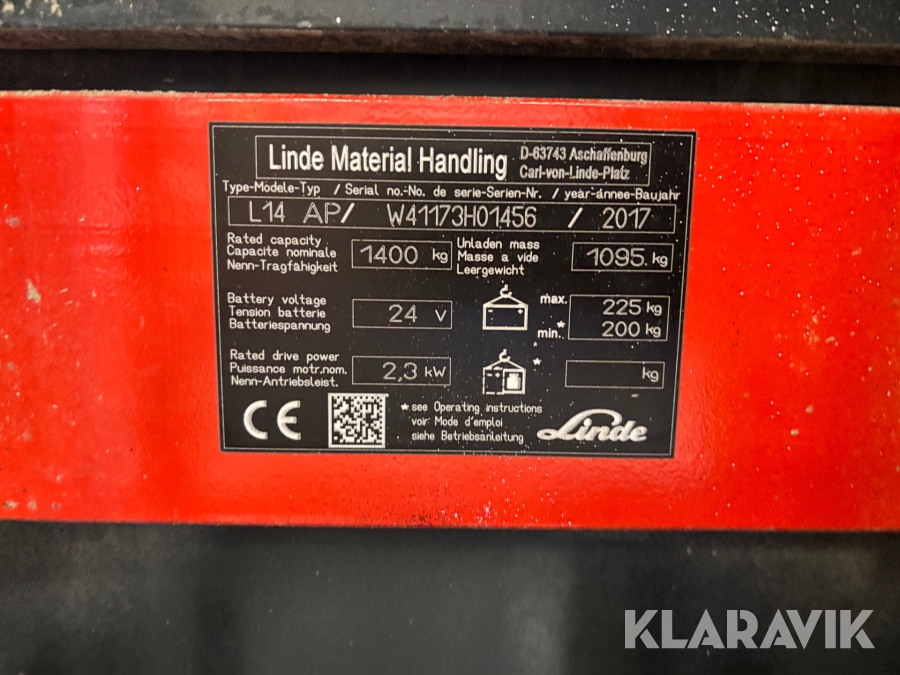 Linde Material Handling
D-63743 Aschaffenburg
Carl-von-Linde-Platz
Type-Modele-Typ / Serial no.-No. de serie-Serien-Nr. / year-annee-Baujahr
L14 AP/ W41173H01456 / 2017
Rated capacity
Capacite nominale
Nenn-Tragfähigkeit
1400 kg
Unladen mass
Masse a vide
Leergewicht
1095 kg
Battery voltage
Tension batterie
Batteriespannung
24 V
max. 225 kg
min.* 200 kg
Rated drive power
Puissance motr.nom.
Nenn-Antriebsleist.
2,3 kW
* kg
CE
*see Operating instructions
voir Mode d'emploi
siehe Betriebsanleitung
Linde
KLARAVIK